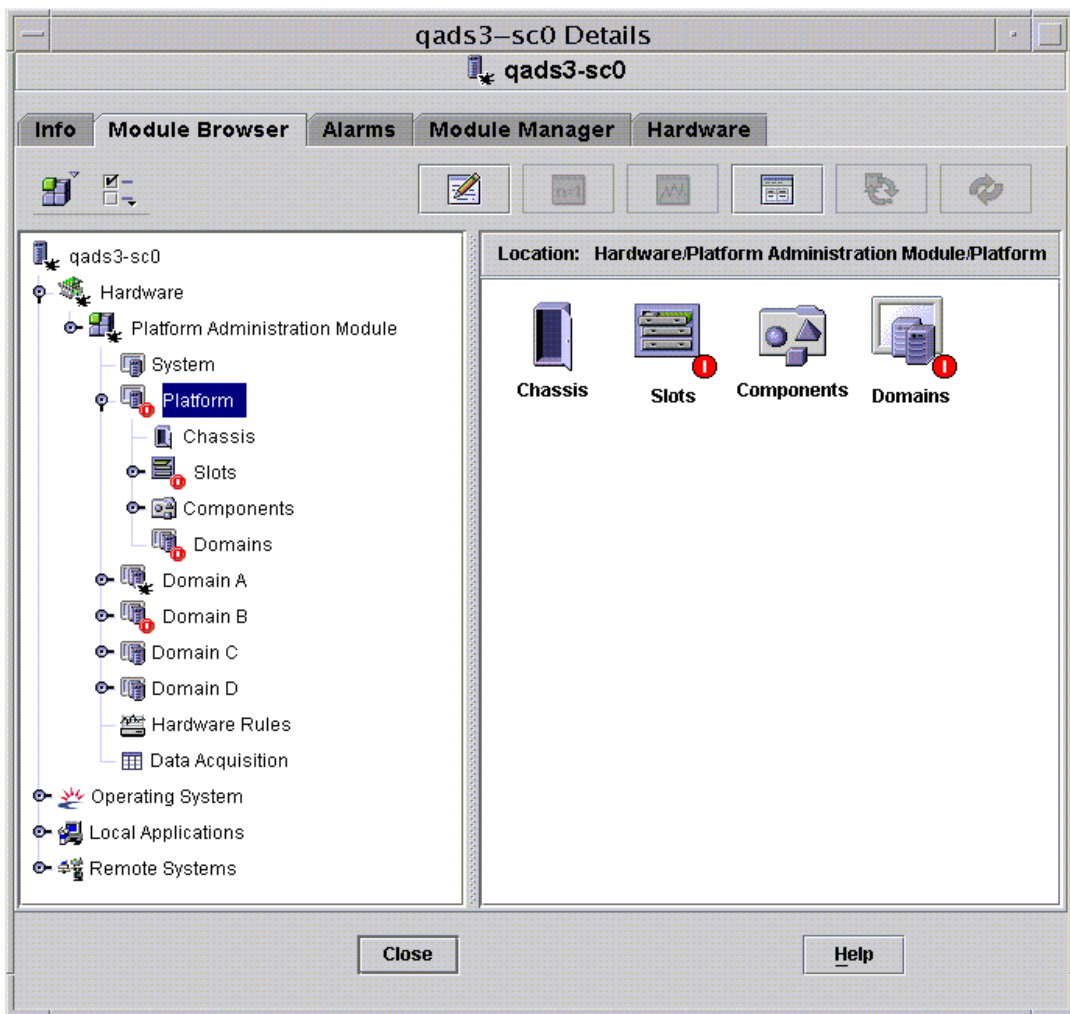 qads3-sc0 Details
qads3-sc0
Info Module Browser Alarms Module Manager Hardware
qads3-sc0
Hardware
Platform Administration Module
System
Platform
Chassis
Slots
Components
Domains
Domain A
Domain B
Domain C
Domain D
Hardware Rules
Data Acquisition
Operating System
Local Applications
Remote Systems
Location: Hardware/Platform Administration Module/Platform
Chassis Slots Components Domains
Close Help